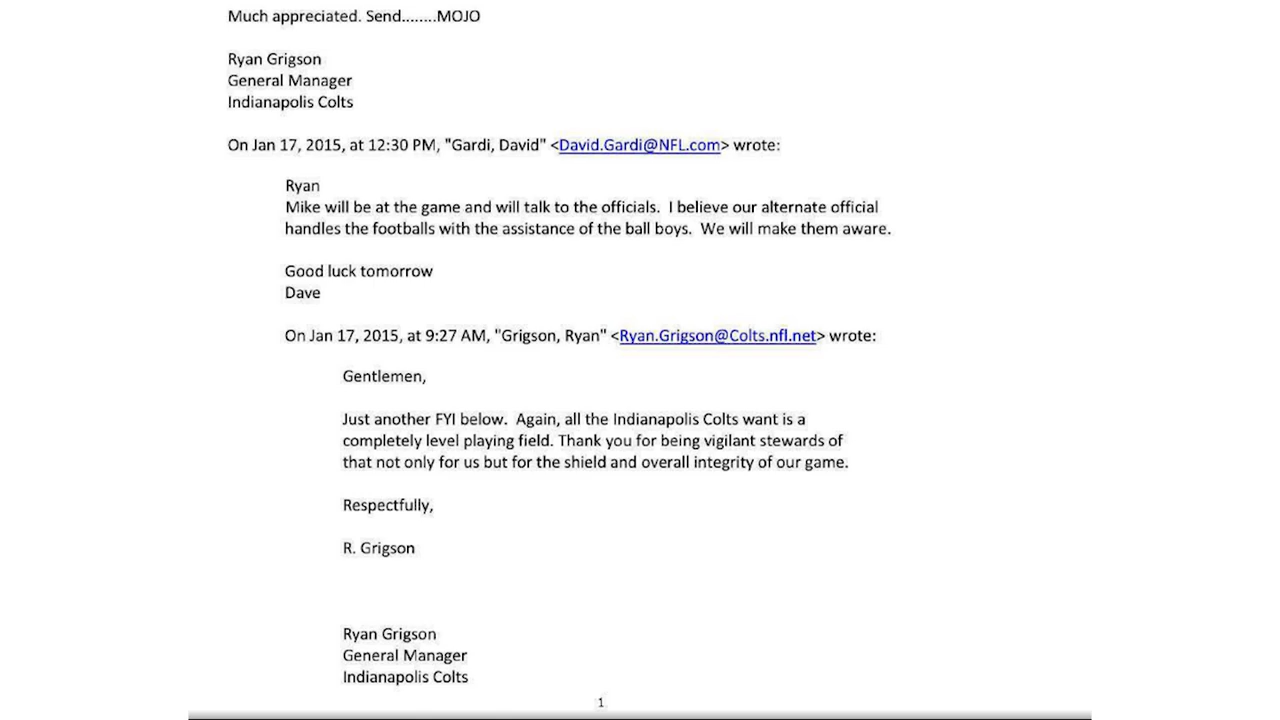 Much appreciated. Send........MOJO
Ryan Grigson
General Manager
Indianapolis Colts
On Jan 17, 2015, at 12:30 PM, "Gardi, David" <David.Gardi@NFL.com> wrote:
Ryan
Mike will be at the game and will talk to the officials.  I believe our alternate official
handles the footballs with the assistance of the ball boys.  We will make them aware.
Good luck tomorrow
Dave
On Jan 17, 2015, at 9:27 AM, "Grigson, Ryan" <Ryan.Grigson@Colts.nfl.net> wrote:
Gentlemen,
Just another FYI below.  Again, all the Indianapolis Colts want is a
completely level playing field. Thank you for being vigilant stewards of
that not only for us but for the shield and overall integrity of our game.
Respectfully,
R. Grigson
Ryan Grigson
General Manager
Indianapolis Colts
1